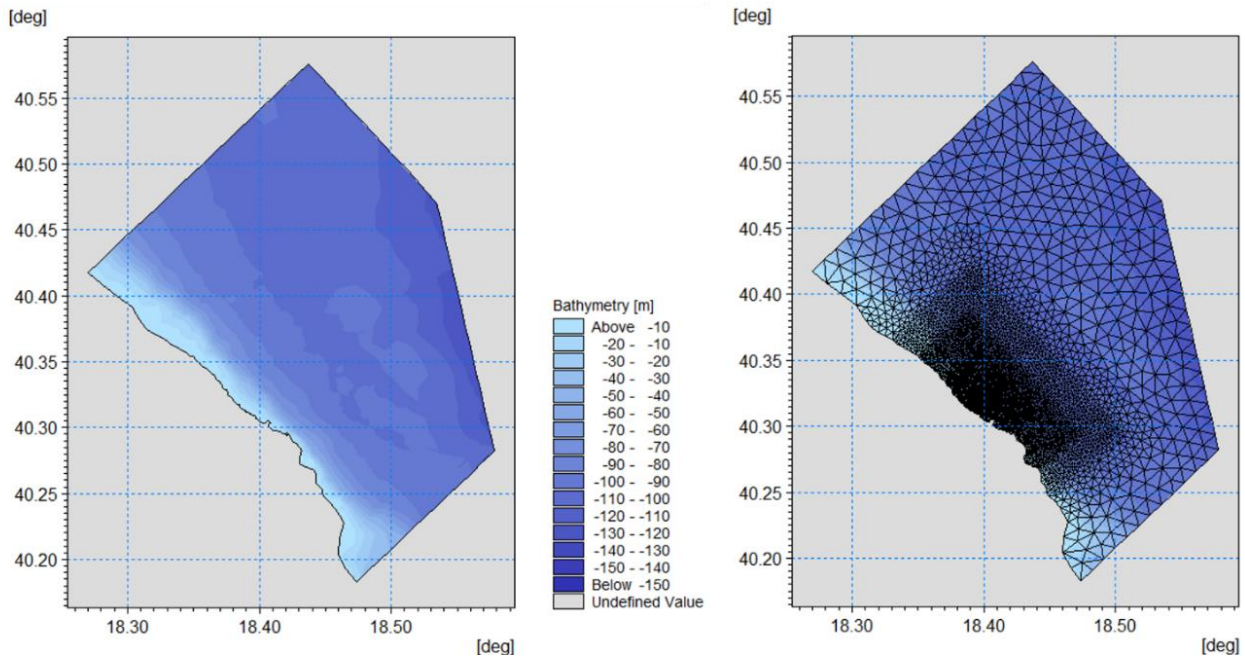 [deg]
40.55
40.50
40.45
40.40
40.35
40.30
40.25
40.20
18.30 18.40 18.50
[deg]
Bathymetry [m]
Above -10
-20 - -10
-30 - -20
-40 - -30
-50 - -40
-60 - -50
-70 - -60
-80 - -70
-90 - -80
-100 - -90
-110 - -100
-120 - -110
-130 - -120
-140 - -130
-150 - -140
Below -150
Undefined Value
[deg]
40.55
40.50
40.45
40.40
40.35
40.30
40.25
40.20
18.30 18.40 18.50
[deg]